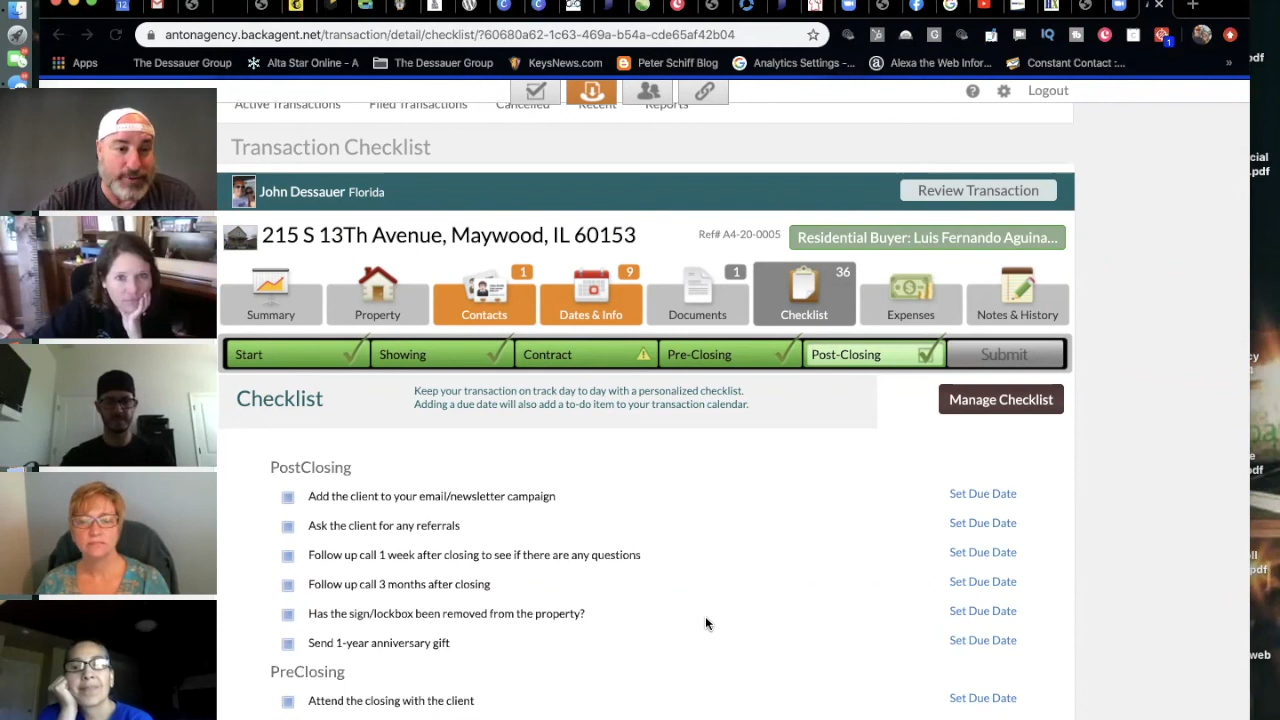 antonagency.backagent.net/transaction/detail/checklist/?60680a62-1c63-469a-b54a-cde65af42b04
1
Apps
The Dessauer Group
Alta Star Online - A
The Dessauer Group
KeysNews.com
Peter Schiff Blog
Analytics Settings -...
Constant Contact :...
Alexa the Web Infor...
Active Transactions
Filed Transactions
Cancelled
Recent
Reports
Logout
Transaction Checklist
John Dessauer Florida
Review Transaction
215 S 13Th Avenue, Maywood, IL 60153
Ref# A4-20-0005
Residential Buyer: Luis Fernando Aguina...
1
9
1
36
Summary
Property
Contacts
Dates & Info
Documents
Checklist
Expenses
Notes & History
Start
Showing
Contract
Pre-Closing
Post-Closing
Submit
Checklist
Keep your transaction on track day to day with a personalized checklist.
Adding a due date will also add a to-do item to your transaction calendar.
Manage Checklist
PostClosing
Add the client to your email/newsletter campaign
Set Due Date
Ask the client for any referrals
Set Due Date
Follow up call 1 week after closing to see if there are any questions
Set Due Date
Follow up call 3 months after closing
Set Due Date
Has the sign/lockbox been removed from the property?
Set Due Date
Send 1-year anniversary gift
Set Due Date
PreClosing
Attend the closing with the client
Set Due Date